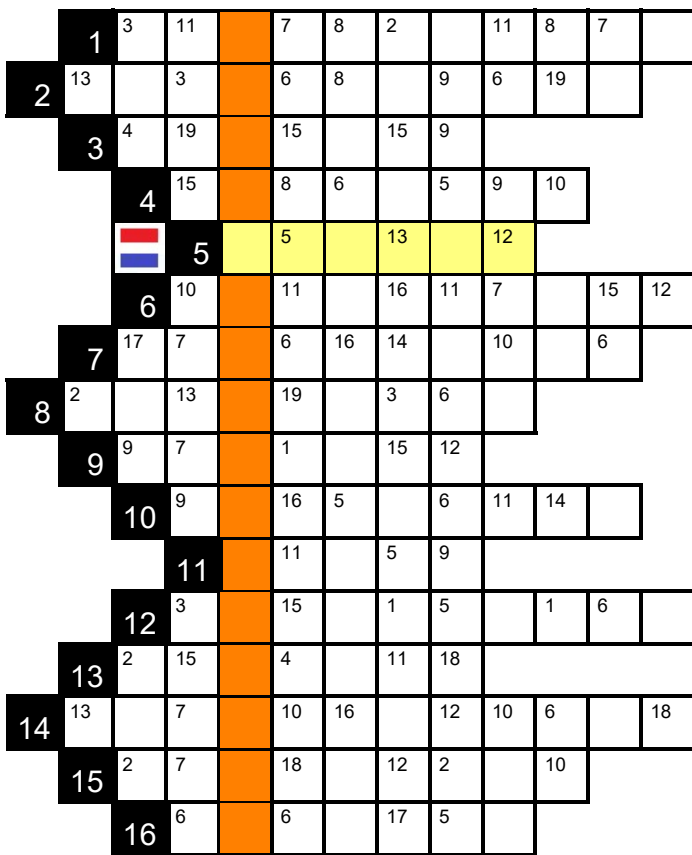 1 3 11 7 8 2 11 8 7
2 13 3 6 8 9 6 19
3 4 19 15 15 9
4 15 8 6 5 9 10
5 5 13 12
6 10 11 16 11 7 15 12
7 17 7 6 16 14 10 6
8 2 13 19 3 6
9 9 7 1 15 12
10 9 16 5 6 11 14
11 11 5 9
12 3 15 1 5 1 6
13 2 15 4 11 18
14 13 7 10 16 12 10 6 18
15 2 7 18 12 2 10
16 6 6 17 5